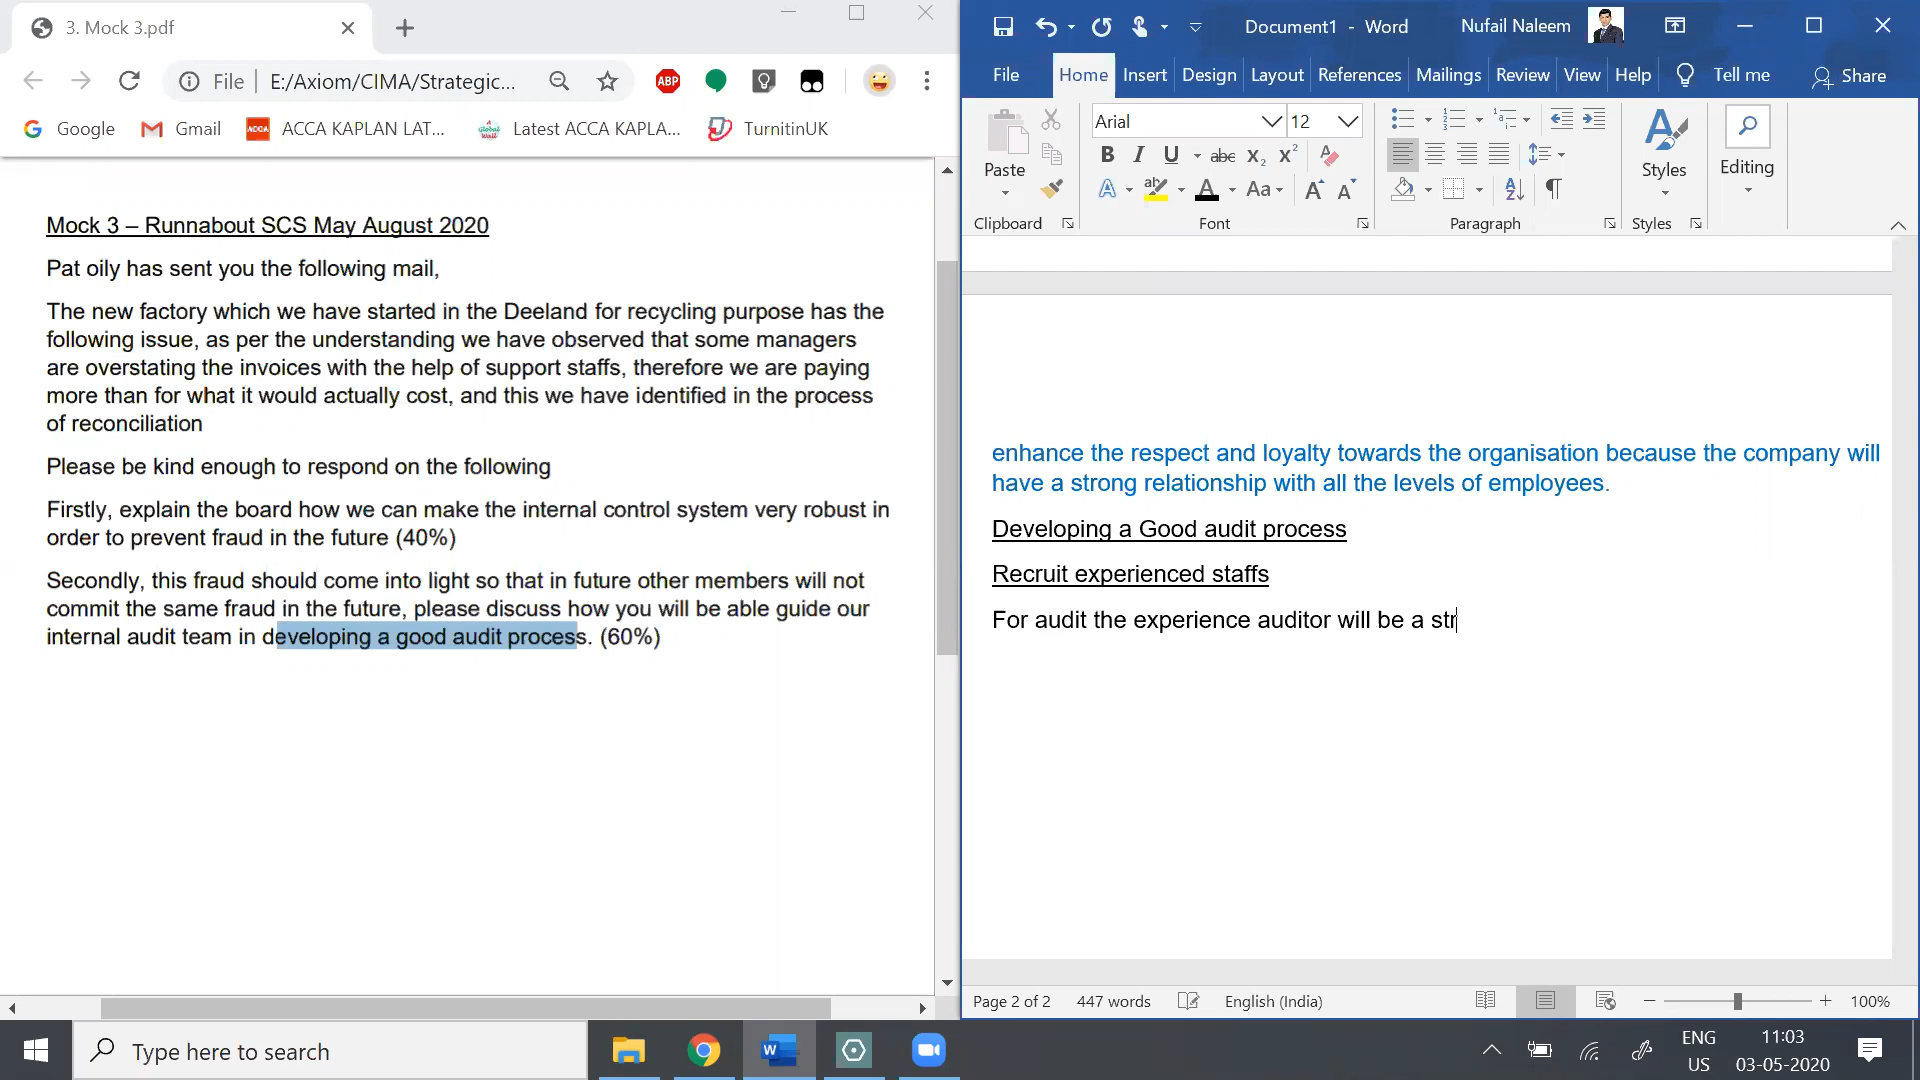 3. Mock 3.pdf
File
E:/Axiom/CIMA/Strategic...
ABP
Google
Gmail
ACCA
ACCA KAPLAN LAT...
Latest ACCA KAPLA...
TurnitinUK
Mock 3 – Runnabout SCS May August 2020
Pat oily has sent you the following mail,
The new factory which we have started in the Deeland for recycling purpose has the
following issue, as per the understanding we have observed that some managers
are overstating the invoices with the help of support staffs, therefore we are paying
more than for what it would actually cost, and this we have identified in the process
of reconciliation
Please be kind enough to respond on the following
Firstly, explain the board how we can make the internal control system very robust in
order to prevent fraud in the future (40%)
Secondly, this fraud should come into light so that in future other members will not
commit the same fraud in the future, please discuss how you will be able guide our
internal audit team in developing a good audit process. (60%)
Document1 - Word
Nufail Naleem
File Home Insert Design Layout References Mailings Review View Help Tell me Share
Paste
Clipboard
Arial
12
B I U abc X₂ X²
ab A Aa A A
Font
Paragraph
Styles
Styles
Editing
enhance the respect and loyalty towards the organisation because the company will
have a strong relationship with all the levels of employees.
Developing a Good audit process
Recruit experienced staffs
For audit the experience auditor will be a str
Page 2 of 2
447 words
English (India)
100%
Type here to search
ENG
US
11:03
03-05-2020